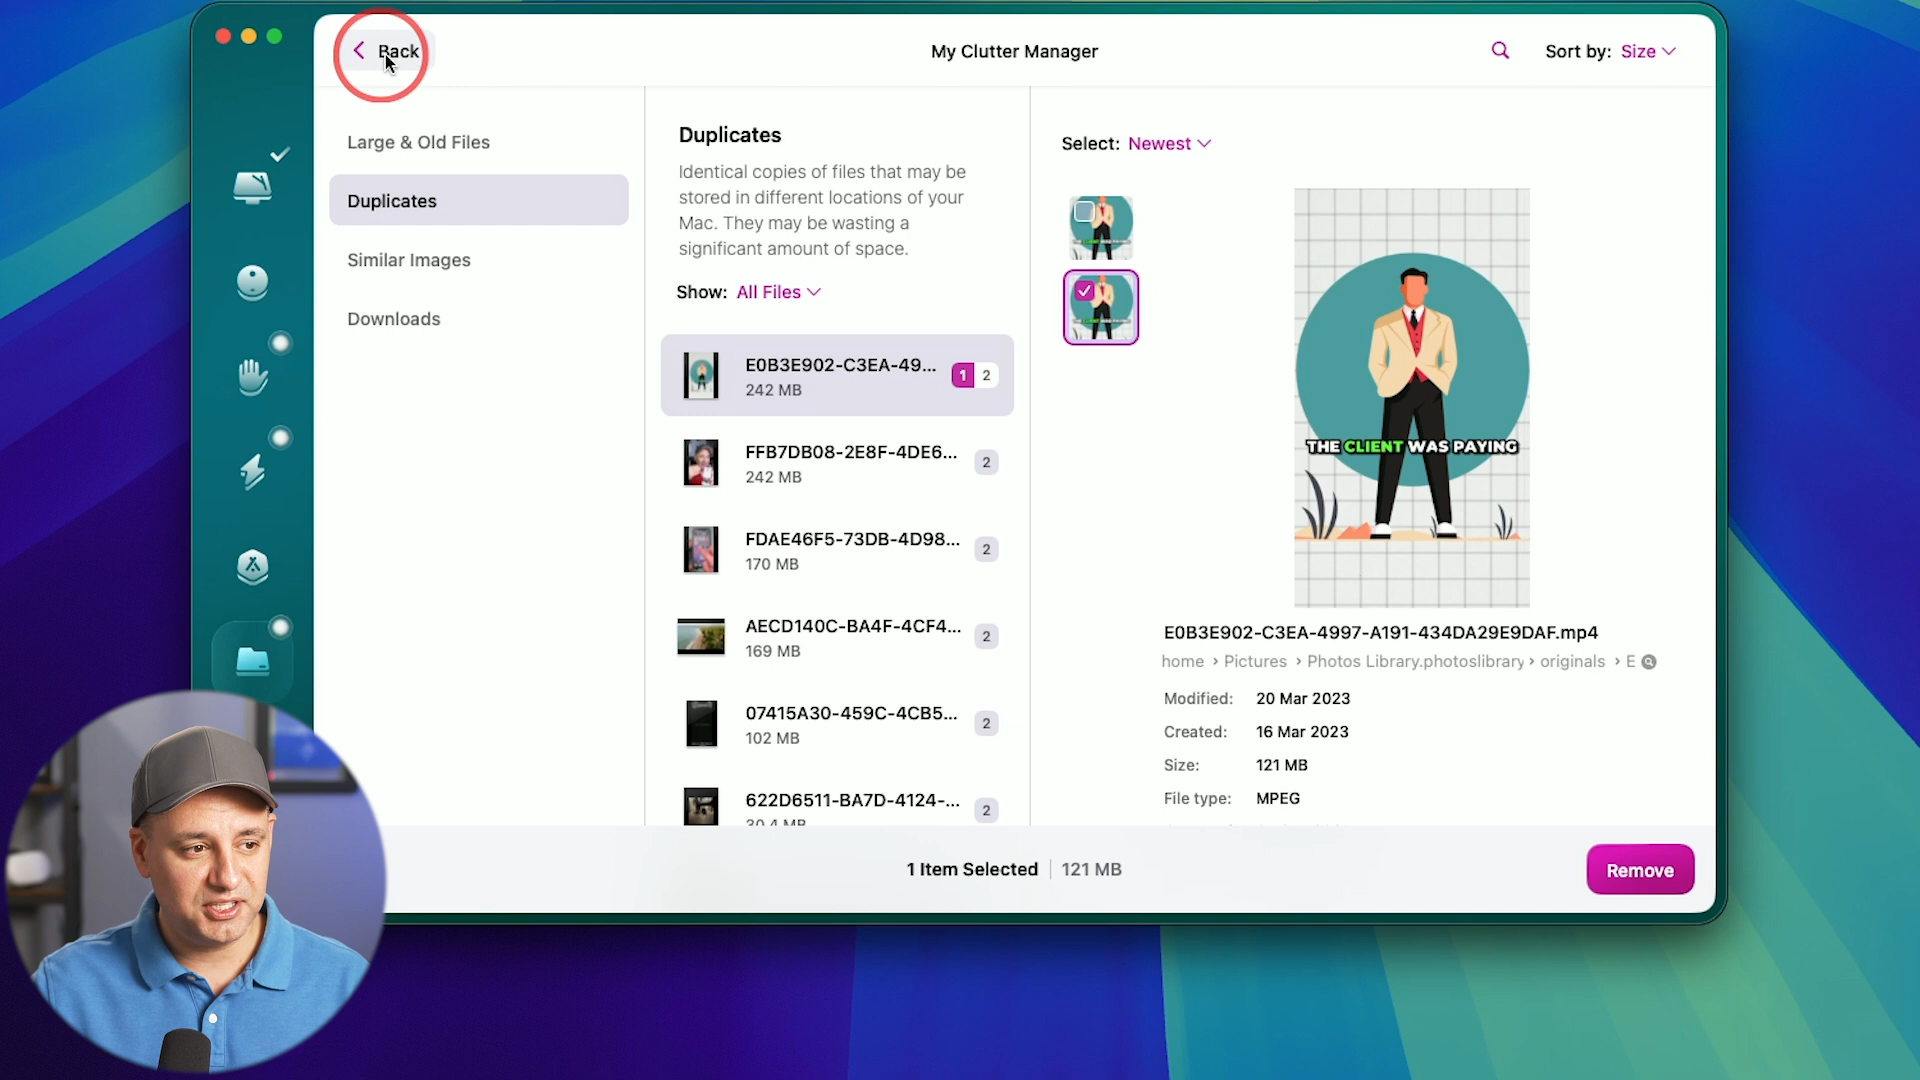 Back
My Clutter Manager
Sort by: Size
Large & Old Files
Duplicates
Similar Images
Downloads
Duplicates
Identical copies of files that may be
stored in different locations of your
Mac. They may be wasting a
significant amount of space.
Show: All Files
E0B3E902-C3EA-49...
242 MB
1 2
FFB7DB08-2E8F-4DE6...
242 MB
2
FDAE46F5-73DB-4D98...
170 MB
2
AECD140C-BA4F-4CF4...
169 MB
2
07415A30-459C-4CB5...
102 MB
2
622D6511-BA7D-4124-...
30.4 MB
2
Select: Newest
THE CLIENT WAS PAYING
E0B3E902-C3EA-4997-A191-434DA29E9DAF.mp4
home › Pictures › Photos Library.photoslibrary › originals › E
Modified: 20 Mar 2023
Created: 16 Mar 2023
Size: 121 MB
File type: MPEG
1 Item Selected | 121 MB
Remove